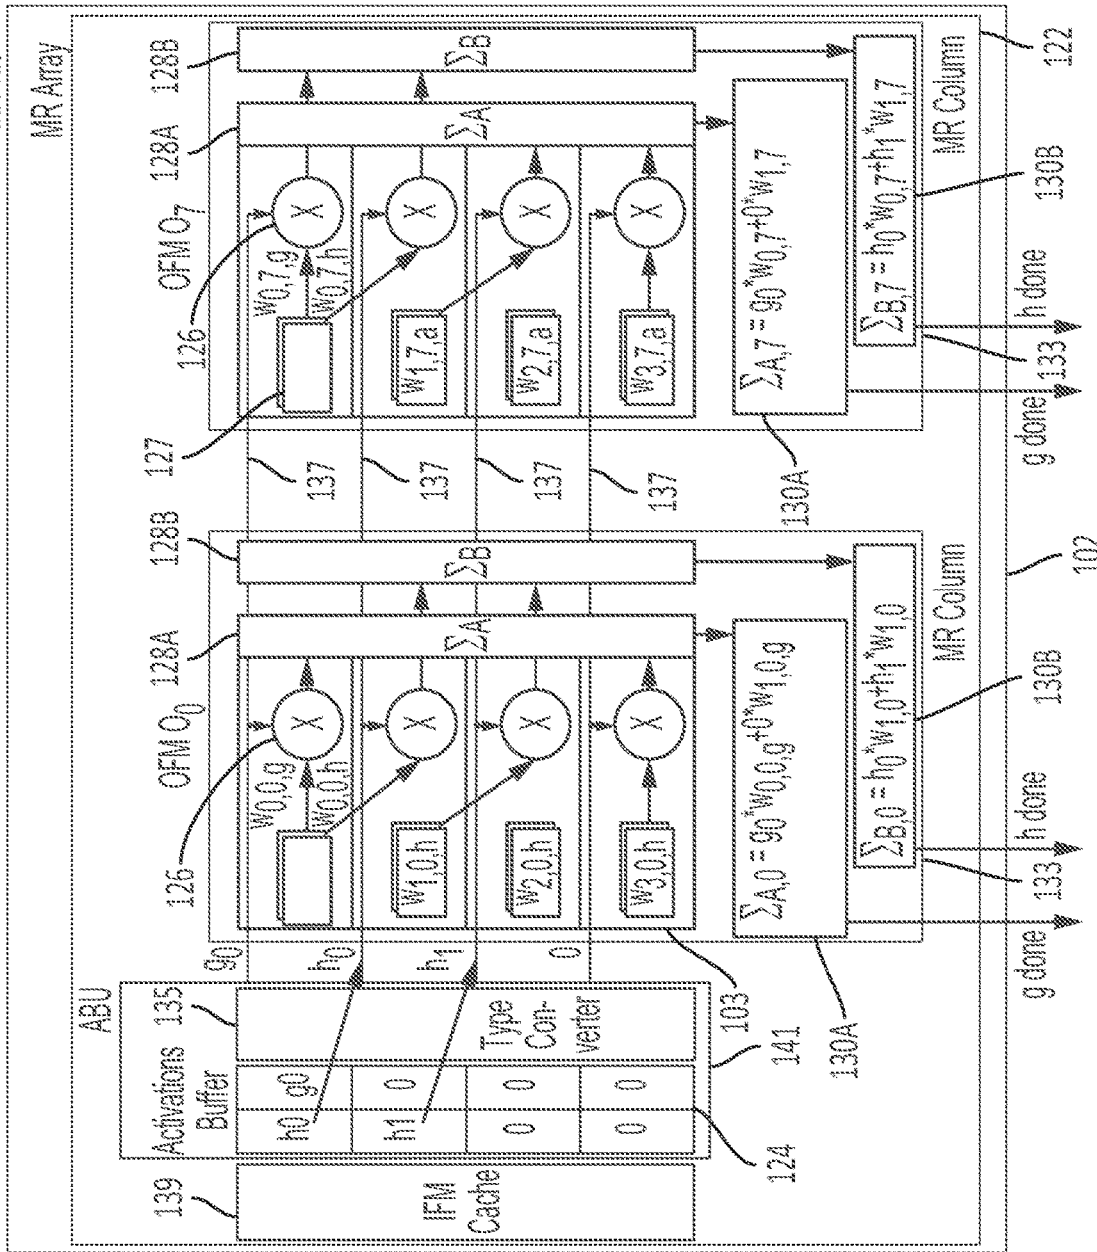 MR Array
122
ABU
139
IFM
Cache
Activations
Buffer
135
h0 g0
h1 0
0 0
0 0
124
Type
Con-
verter
141
103
g0
h0
h1
0
OFM O0
126
128A
128B
w0,0,g
w0,0,h
w1,0,h
w2,0,h
w3,0,h
X
X
X
X
ΣA
ΣB
ΣA,0 = g0*w0,0,g+0*w1,0,g
ΣB,0 = h0*w1,0+h1*w1,0
130A
130B
MR Column
133
g done
h done
102
137
137
137
137
OFM O7
127
126
128A
128B
w0,7,g
w0,7,h
w1,7,a
w2,7,a
w3,7,a
X
X
X
X
ΣA
ΣB
ΣA,7 = g0*w0,7+0*w1,7
ΣB,7 = h0*w0,7+h1*w1,7
130A
130B
MR Column
133
g done
h done